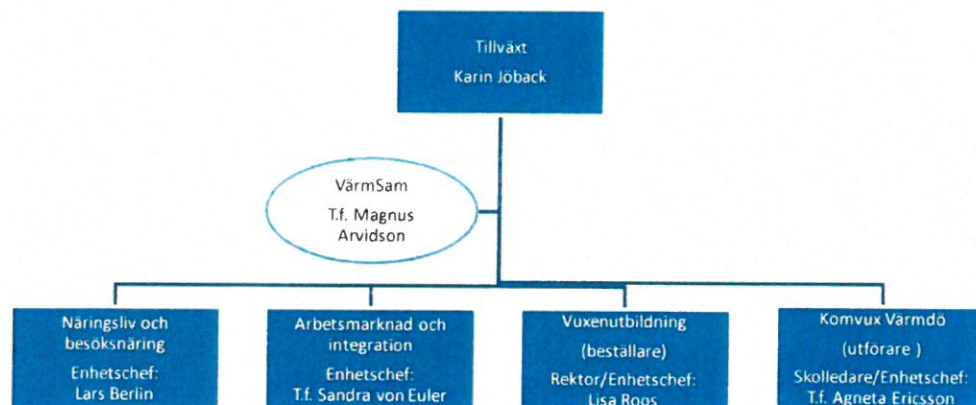 Tillväxt
Karin Jöback
VärmSam
T.f. Magnus
Arvidson
Näringsliv och
besöksnäring
Enhetschef:
Lars Berlin
Arbetsmarknad och
integration
Enhetschef:
T.f. Sandra von Euler
Vuxenutbildning
(beställare)
Rektor/Enhetschef:
Lisa Roos
Komvux Värmdö
(utförare )
Skolledare/Enhetschef:
T.f. Agneta Ericsson